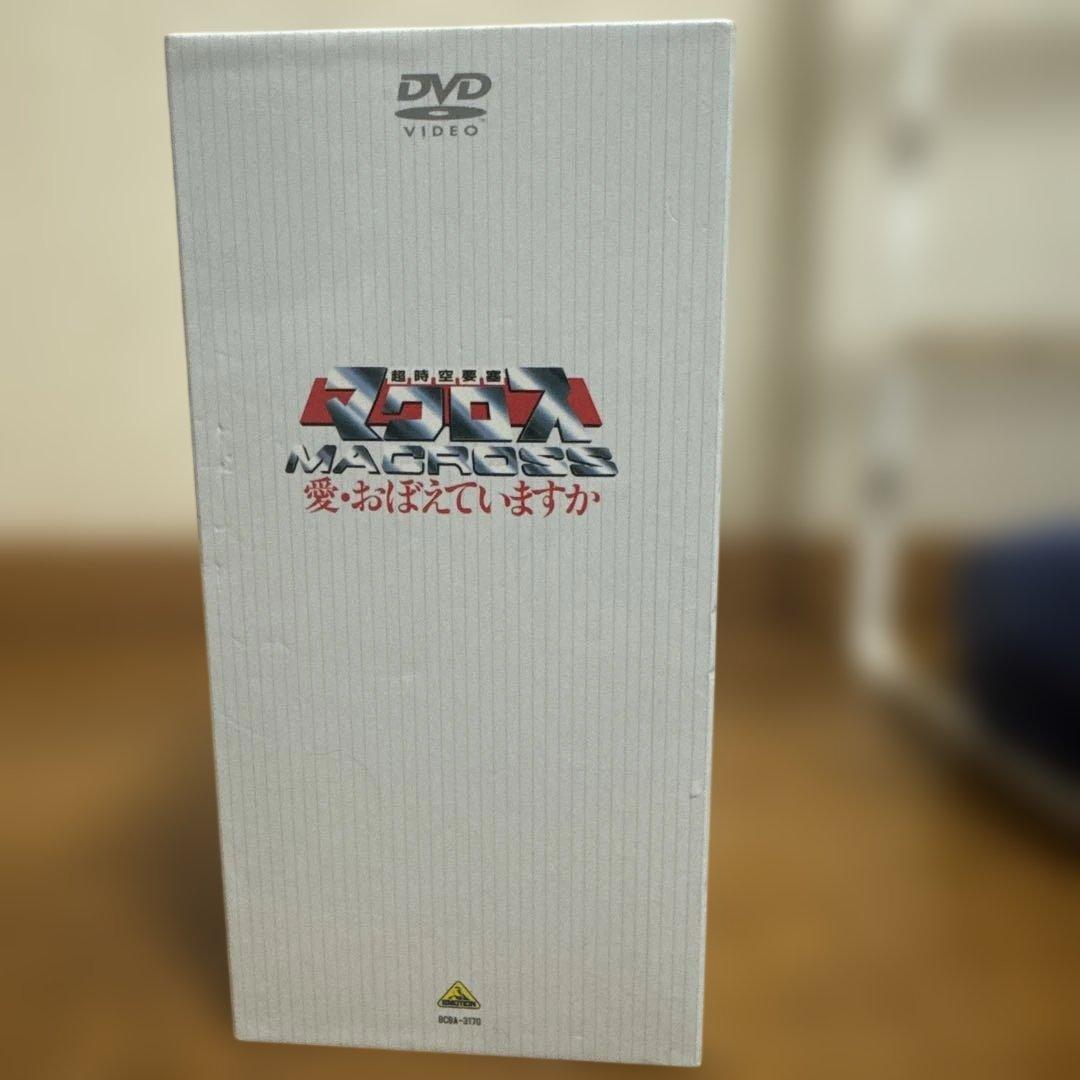 DVD
VIDEO
超時空要塞
マクロス
MACROSS
愛・おぼえていますか
EMOTION
BCBA-3170